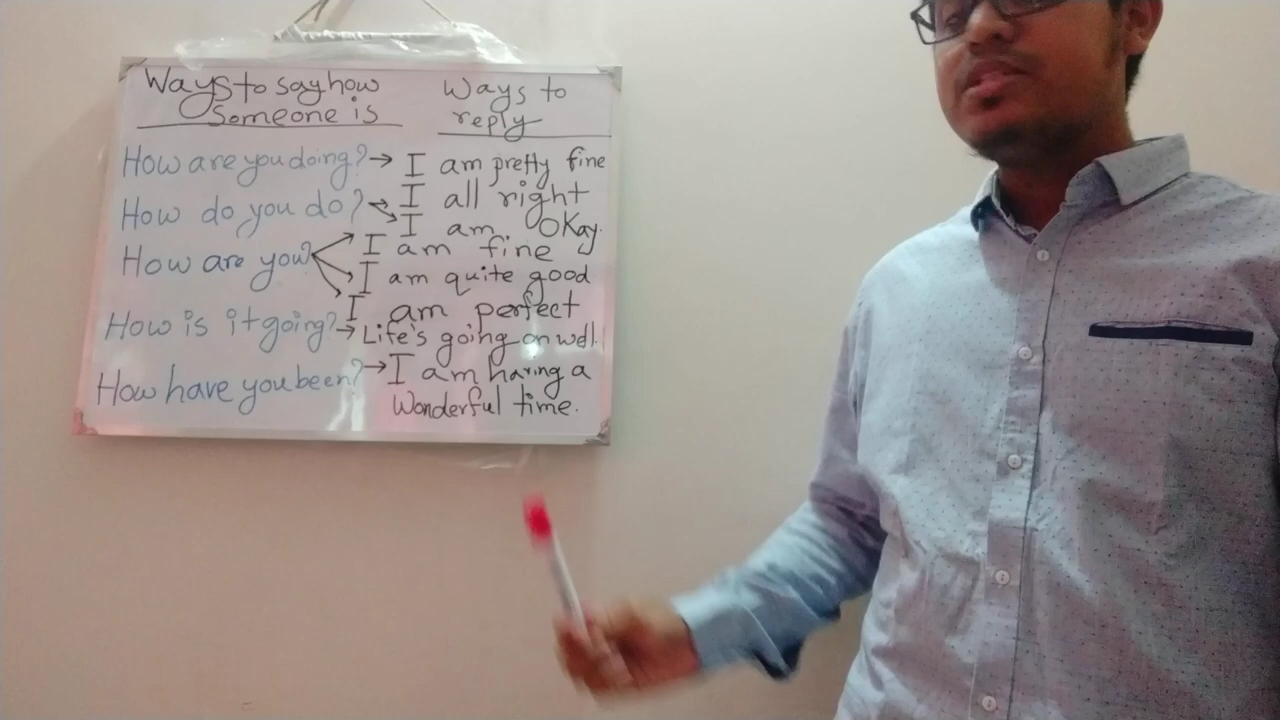 Ways to say how
someone is
Ways to
reply
How are you doing? → I am pretty fine
How do you do? → I all right
I am Okay.
How are you? I am fine
I am quite good
I am perfect
How is it going? → Life's going on well.
How have you been? → I am having a
Wonderful time.